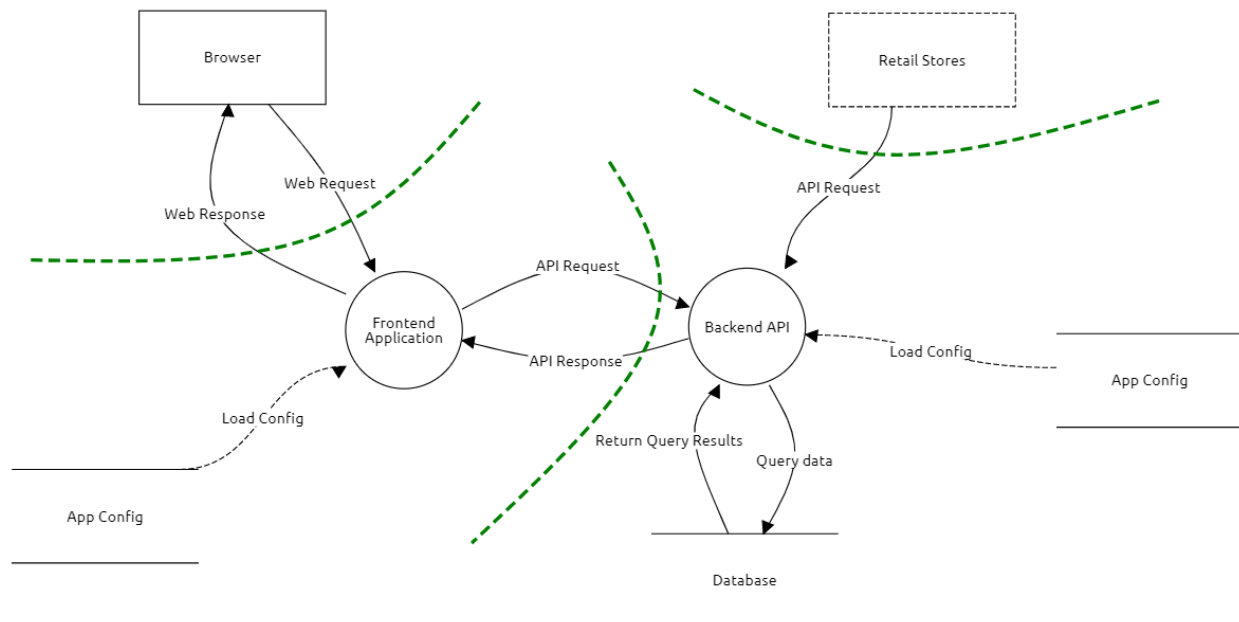 Browser
Retail Stores
Web Request
API Request
Web Response
API Request
Frontend
Application
Backend API
Load Config
API Response
App Config
Load Config
Return Query Results
Query data
App Config
Database